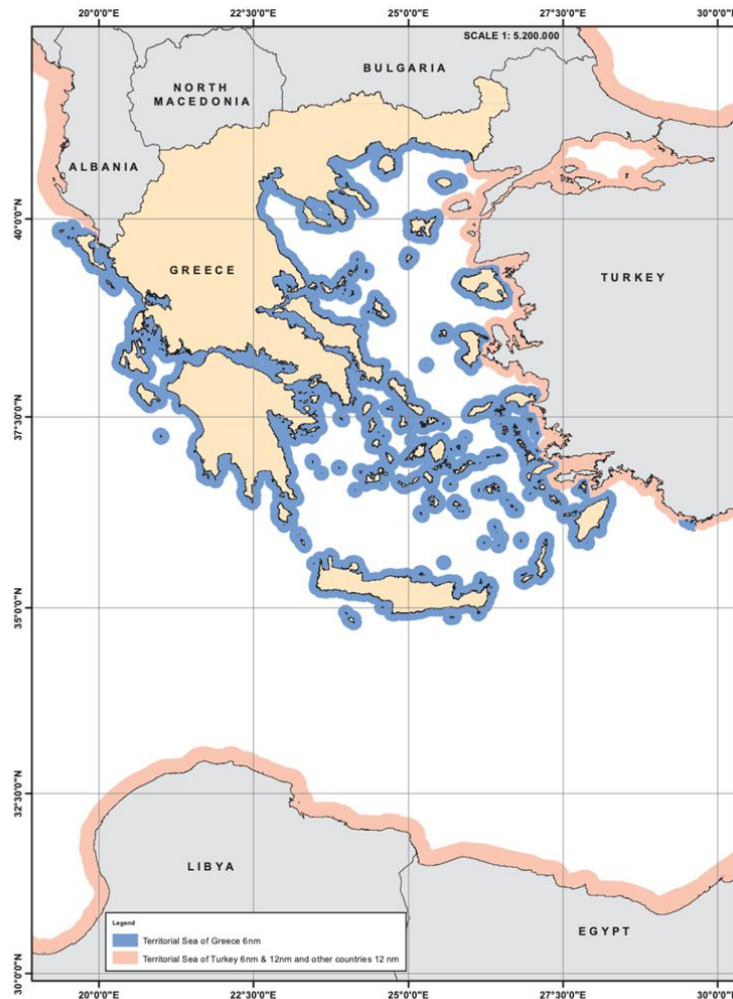 20°0'0"E 22°30'0"E 25°0'0"E 27°30'0"E 30°0'0"E
SCALE 1: 5.200.000
BULGARIA
NORTH
MACEDONIA
ALBANIA
40°0'0"N
GREECE
TURKEY
37°30'0"N
35°0'0"N
32°30'0"N
LIBYA
EGYPT
30°0'0"N
Legend
Territorial Sea of Greece 6nm
Territorial Sea of Turkey 6nm & 12nm and other countries 12 nm
20°0'0"E 22°30'0"E 25°0'0"E 27°30'0"E 30°0'0"E